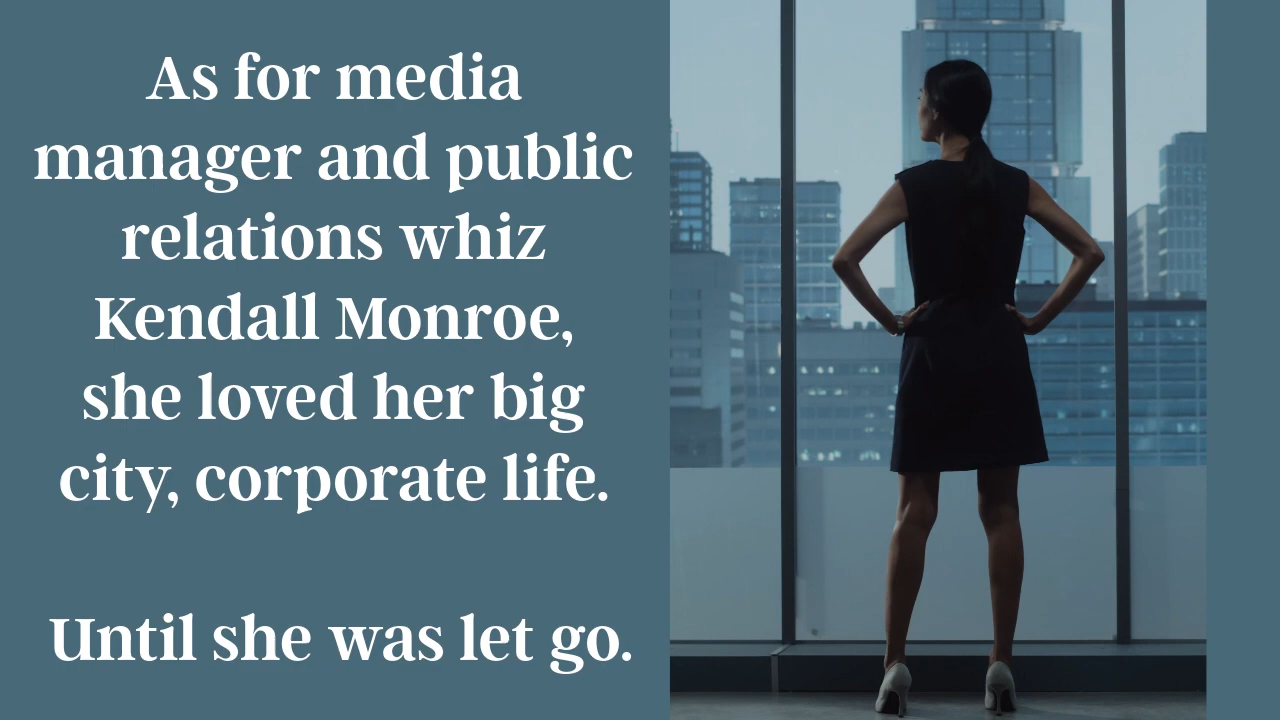 As for media
manager and public
relations whiz
Kendall Monroe,
she loved her big
city, corporate life.
Until she was let go.